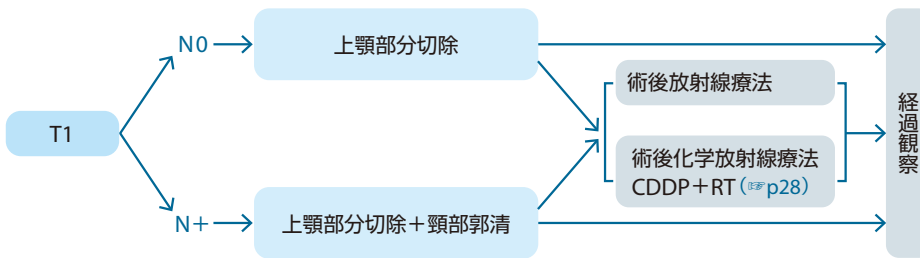 T1
N0
上顎部分切除
N+
上顎部分切除+頸部郭清
術後放射線療法
術後化学放射線療法
CDDP+RT(☞p28)
経過観察